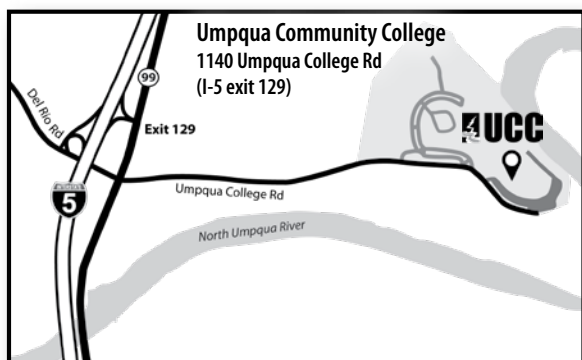 Umpqua Community College
1140 Umpqua College Rd
(I-5 exit 129)
99
Del Rio Rd
Exit 129
UCC
INTERSTATE
5
Umpqua College Rd
North Umpqua River